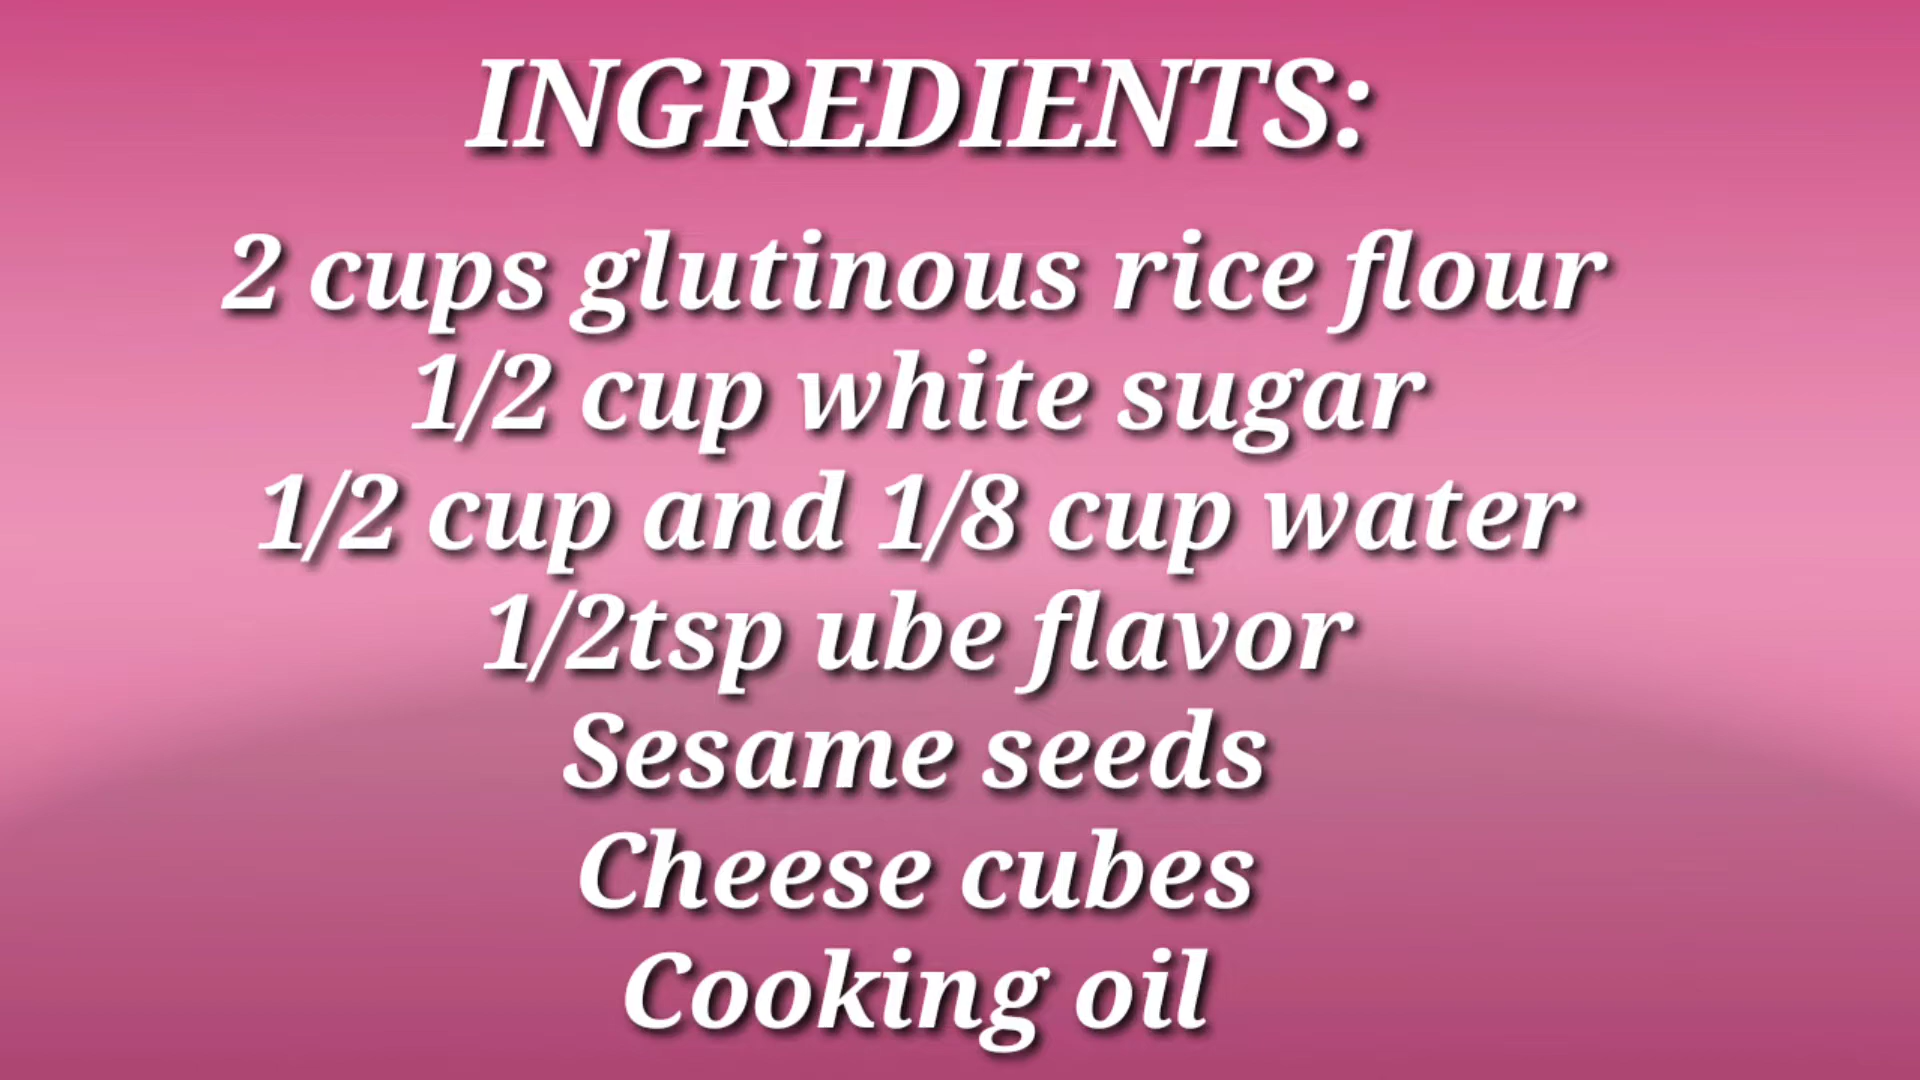 INGREDIENTS:
2 cups glutinous rice flour
1/2 cup white sugar
1/2 cup and 1/8 cup water
1/2tsp ube flavor
Sesame seeds
Cheese cubes
Cooking oil